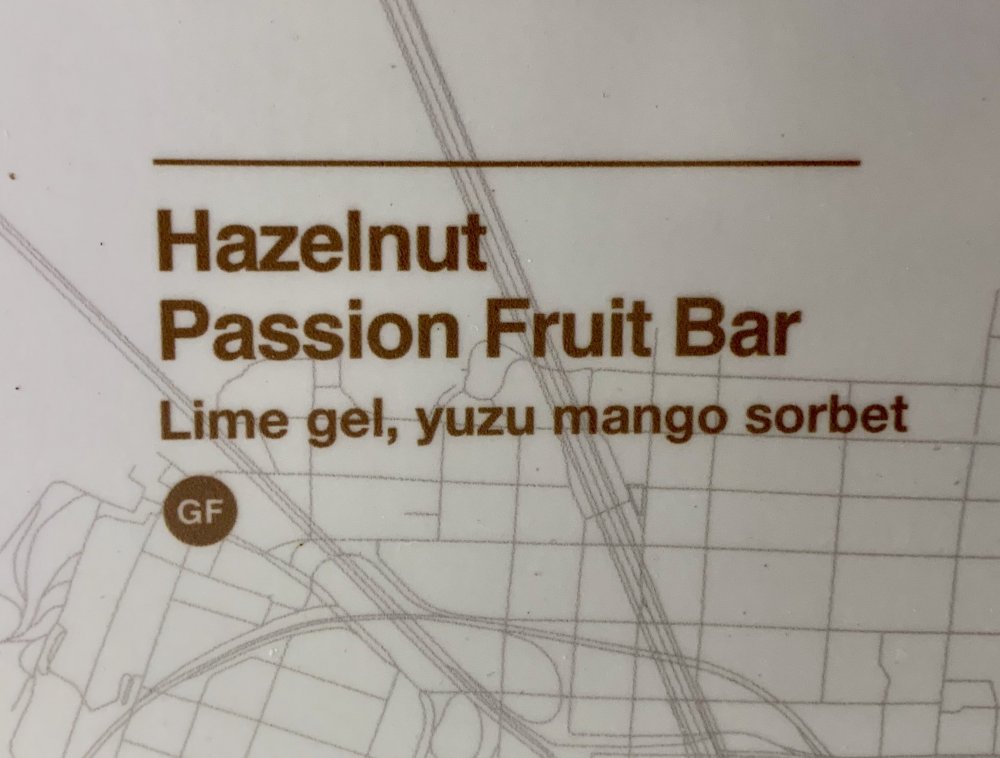 Hazelnut
Passion Fruit Bar
Lime gel, yuzu mango sorbet
GF